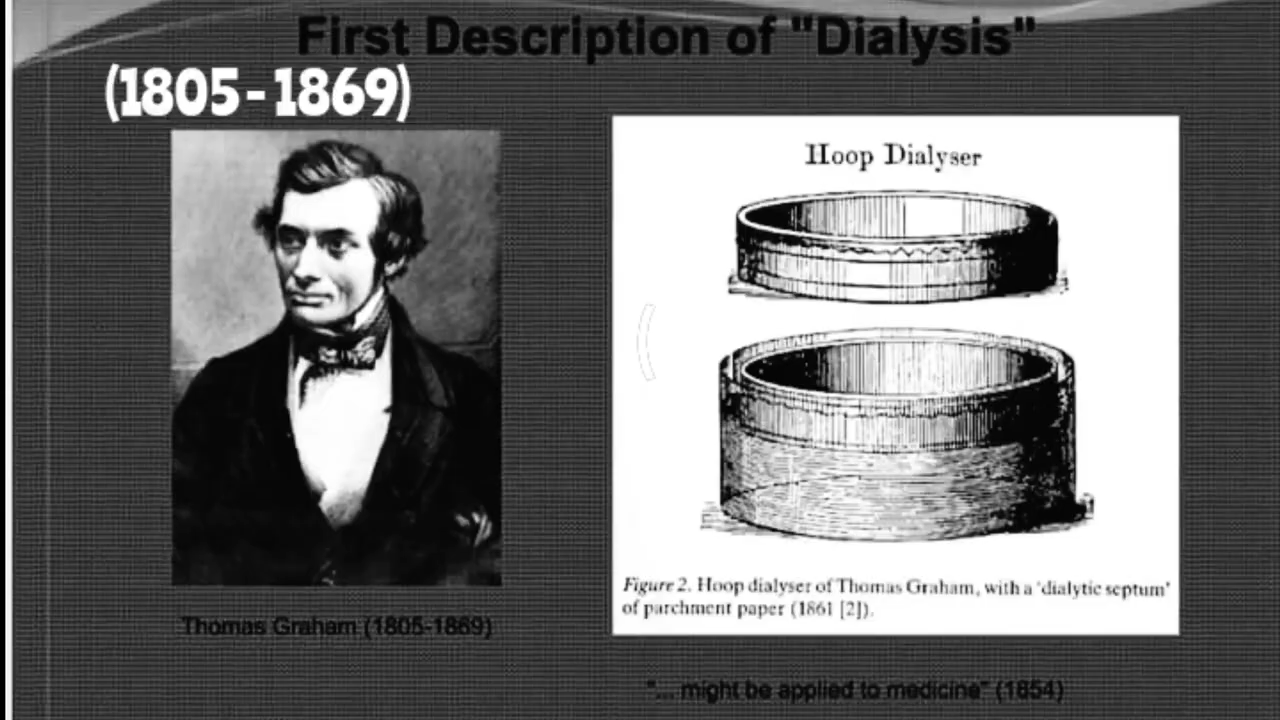 First Description of "Dialysis"
(1805-1869)
Hoop Dialyser
Figure 2. Hoop dialyser of Thomas Graham, with a 'dialytic septum'
of parchment paper (1861 [2]).
Thomas Graham (1805-1869)
"... might be applied to medicine" (1854)